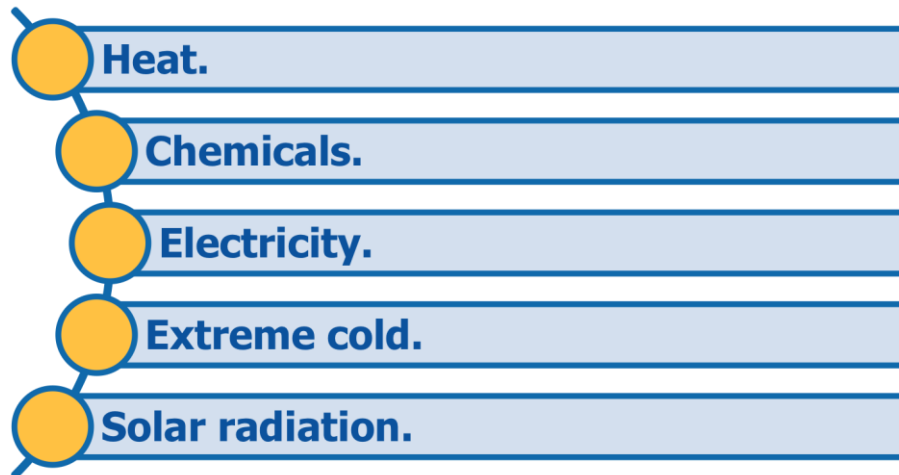 Heat.
Chemicals.
Electricity.
Extreme cold.
Solar radiation.